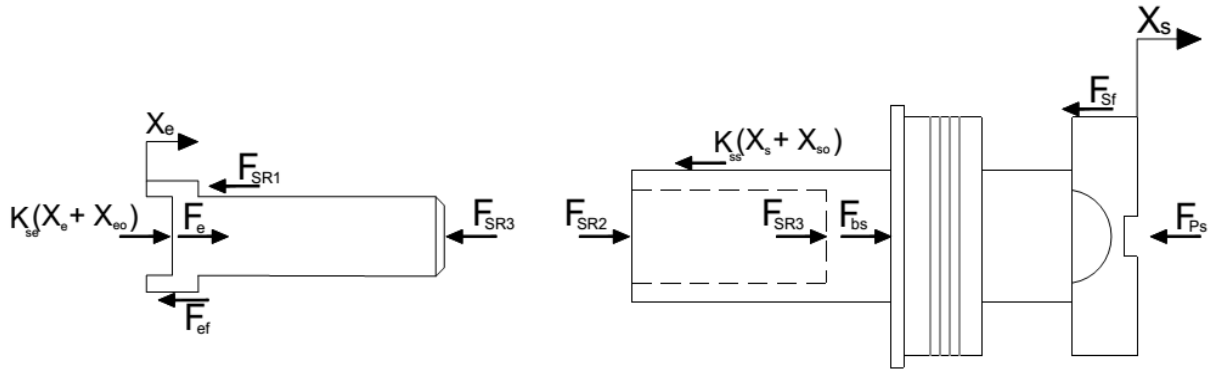 Xs
FSf
Xe
Kss(Xs + Xso)
FSR1
Kse(Xe + Xeo)
Fe
FSR3
FSR2
FSR3
Fbs
FPs
Fef